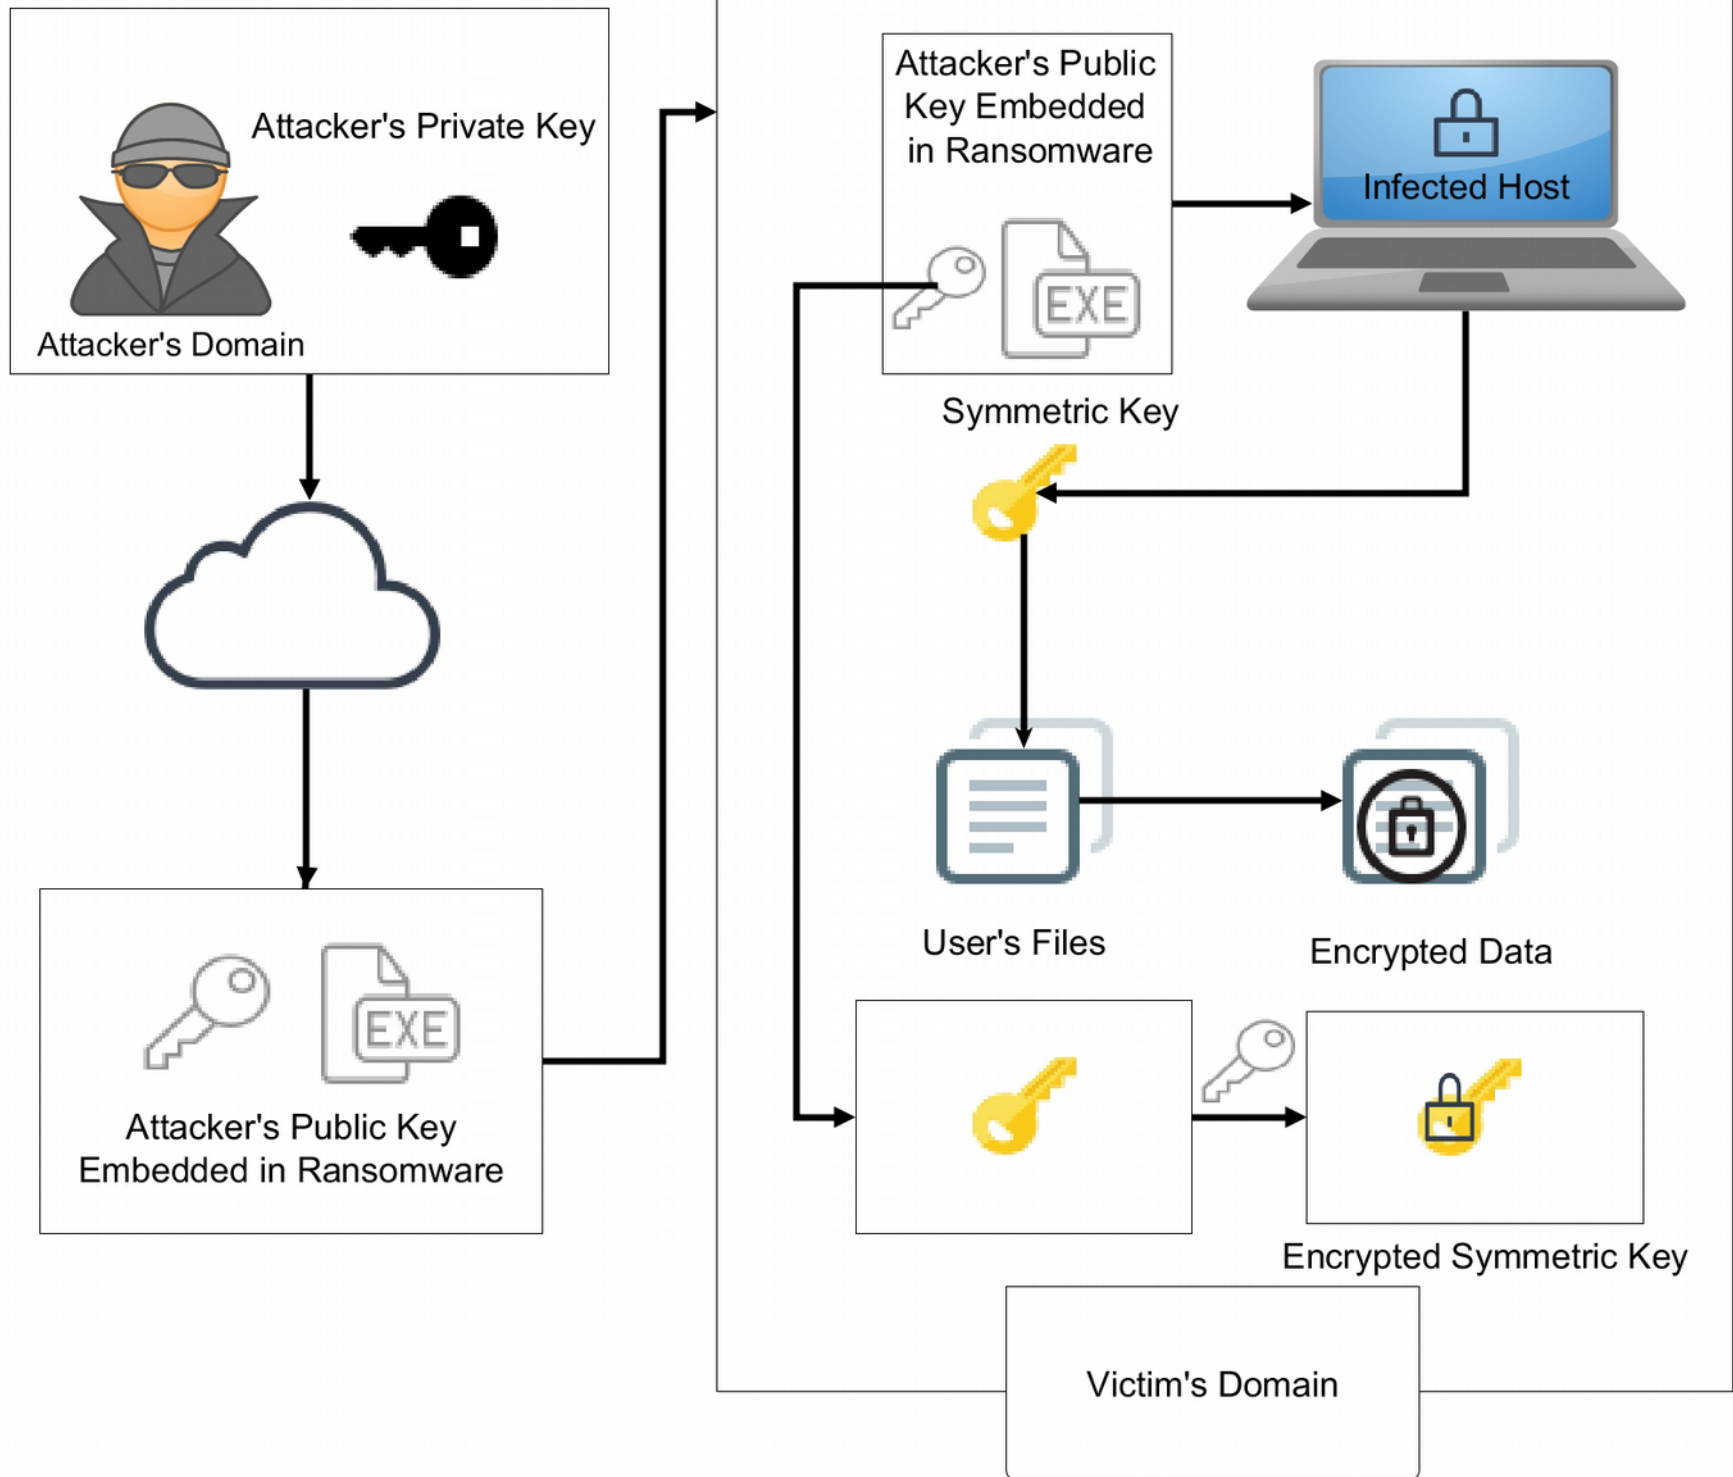 Attacker's Private Key
Attacker's Domain
EXE
Attacker's Public Key
Embedded in Ransomware
Attacker's Public
Key Embedded
in Ransomware
EXE
Infected Host
Symmetric Key
User's Files
Encrypted Data
Encrypted Symmetric Key
Victim's Domain